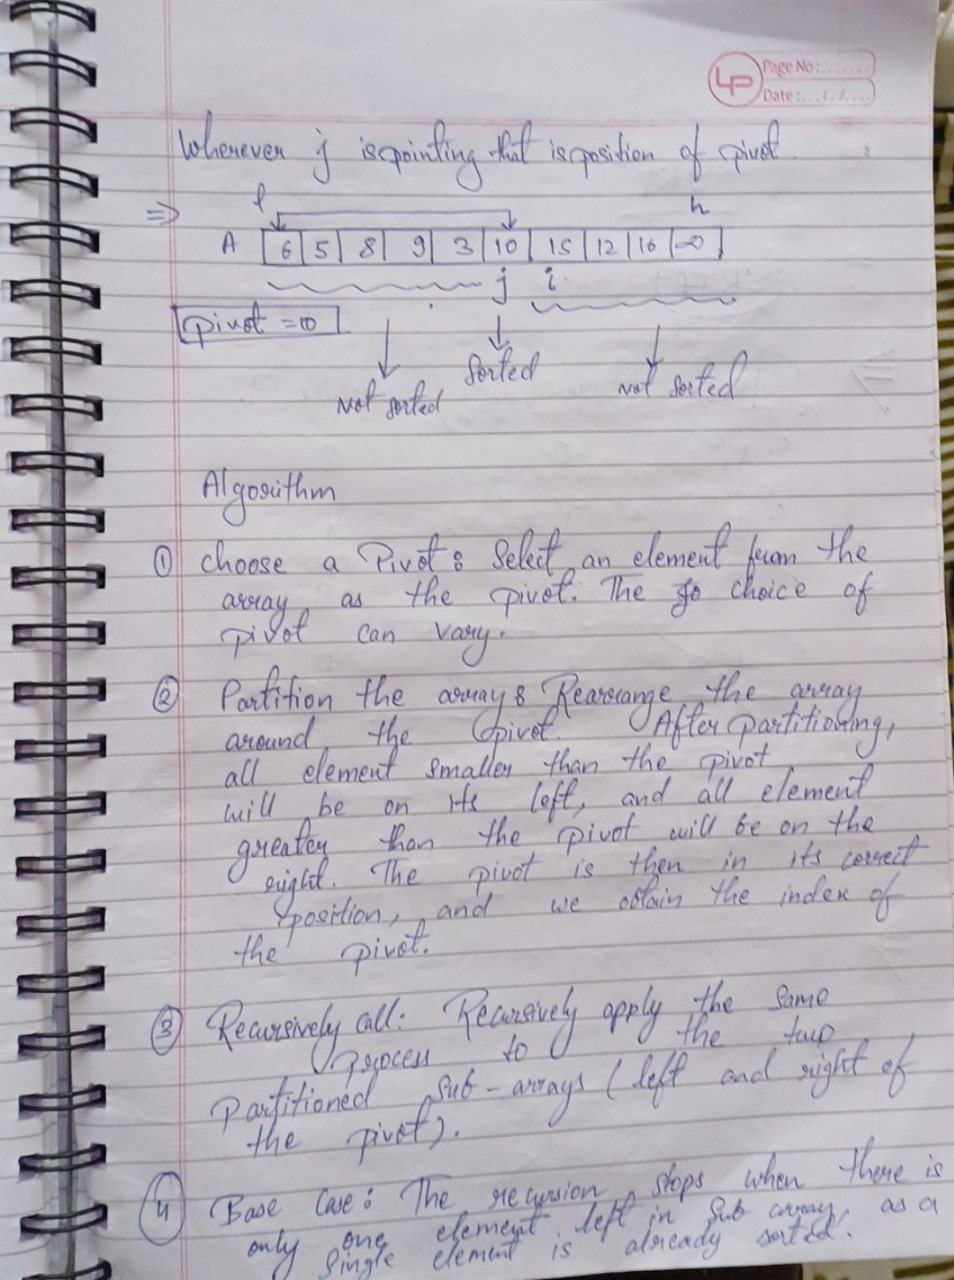 LP
Page No:.......
Date:.../.../....
Wherever j is pointing that is position of pivot.
l h
⇒
A 6 5 8 9 3 10 15 12 16 -∞
j i
pivot = 10
Not sorted Sorted Not sorted
Algorithm
① Choose a Pivot: Select an element from the
array as the pivot. The choice of
pivot can vary.
② Partition the array: Rearrange the array
around the pivot. After partitioning,
all element smaller than the pivot
will be on its left, and all element
greater than the pivot will be on the
right. The pivot is then in its correct
position, and we obtain the index of
the pivot.
③ Recursively call: Recursively apply the same
process to the two
Partitioned sub-arrays (left and right of
the pivot).
④ Base Case: The recursion stops when there is
only one element left in sub array, as a
single element is already sorted.